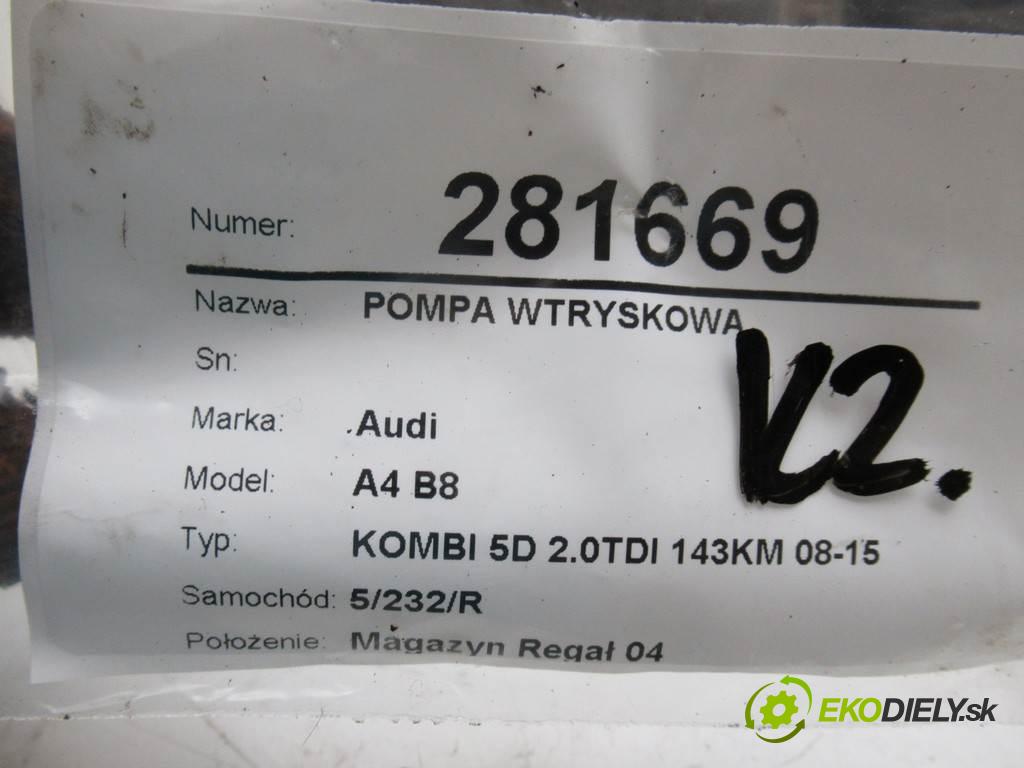 Numer: 281669
Nazwa: POMPA WTRYSKOWA
Sn:
Marka: Audi
Model: A4 B8
V2.
Typ: KOMBI 5D 2.0TDI 143KM 08-15
Samochód: 5/232/R
Położenie: Magazyn Regał 04
EKODIELY.sk